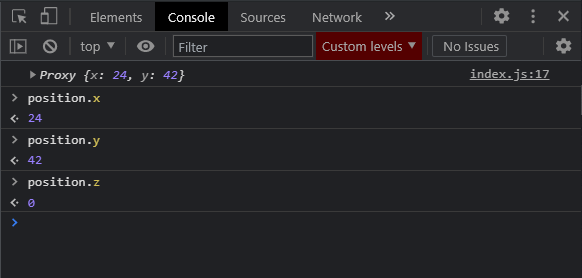 Elements Console Sources Network
top Filter Custom levels No Issues
Proxy {x: 24, y: 42} index.js:17
position.x
24
position.y
42
position.z
0